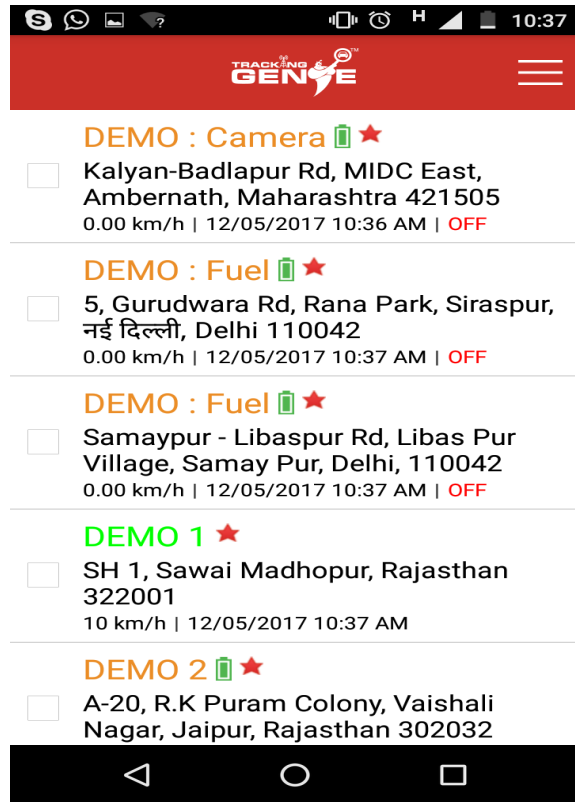 H 10:37
TRACKING
GENIE™
DEMO : Camera
Kalyan-Badlapur Rd, MIDC East,
Ambernath, Maharashtra 421505
0.00 km/h | 12/05/2017 10:36 AM | OFF
DEMO : Fuel
5, Gurudwara Rd, Rana Park, Siraspur,
नई दिल्ली, Delhi 110042
0.00 km/h | 12/05/2017 10:37 AM | OFF
DEMO : Fuel
Samaypur - Libaspur Rd, Libas Pur
Village, Samay Pur, Delhi, 110042
0.00 km/h | 12/05/2017 10:37 AM | OFF
DEMO 1
SH 1, Sawai Madhopur, Rajasthan
322001
10 km/h | 12/05/2017 10:37 AM
DEMO 2
A-20, R.K Puram Colony, Vaishali
Nagar, Jaipur, Rajasthan 302032